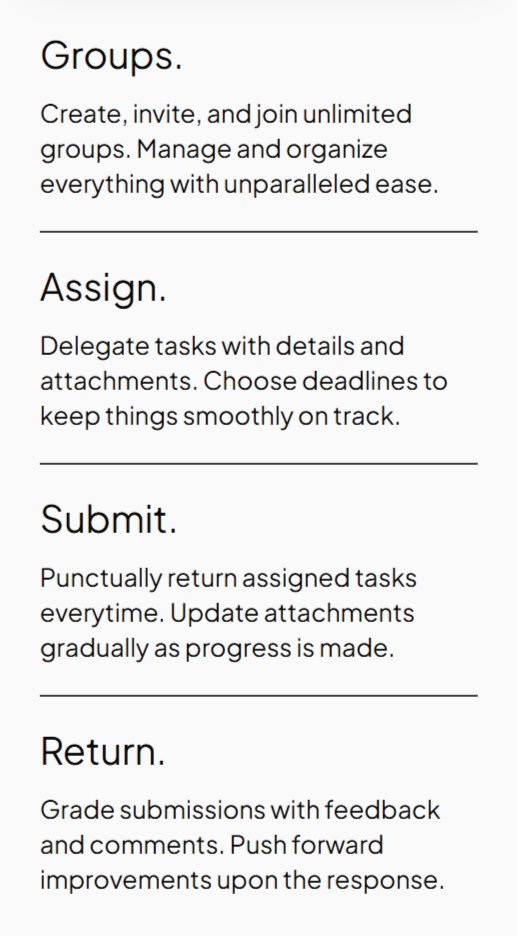 Groups.
Create, invite, and join unlimited
groups. Manage and organize
everything with unparalleled ease.
Assign.
Delegate tasks with details and
attachments. Choose deadlines to
keep things smoothly on track.
Submit.
Punctually return assigned tasks
everytime. Update attachments
gradually as progress is made.
Return.
Grade submissions with feedback
and comments. Push forward
improvements upon the response.